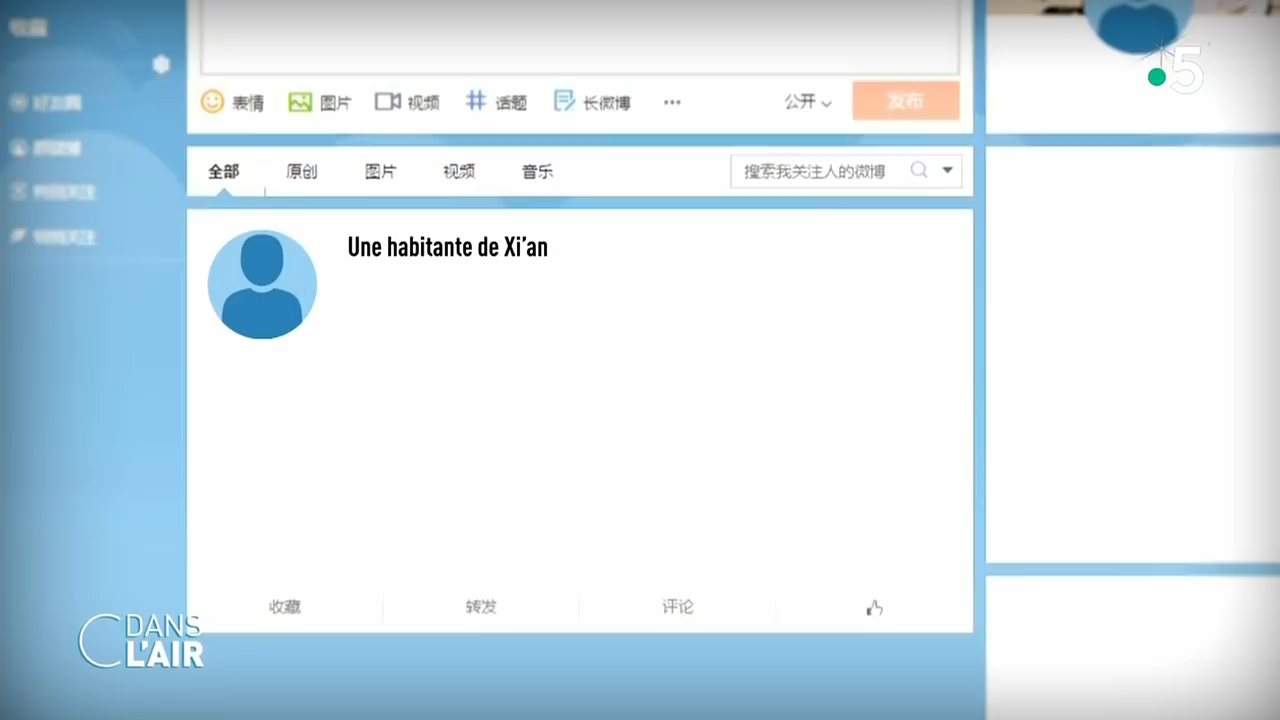 5
表情 图片 视频 话题 长微博 ... 公开 发布
全部 原创 图片 视频 音乐 搜索我关注人的微博
Une habitante de Xi'an
收藏 转发 评论
C DANS
L'AIR